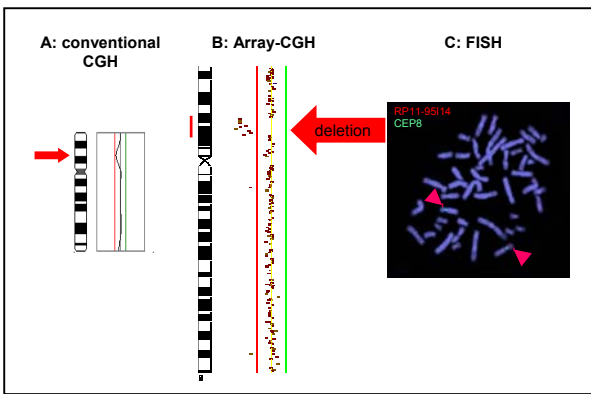 A: conventional
CGH
B: Array-CGH
C: FISH
deletion
RP11-95I14
CEP8